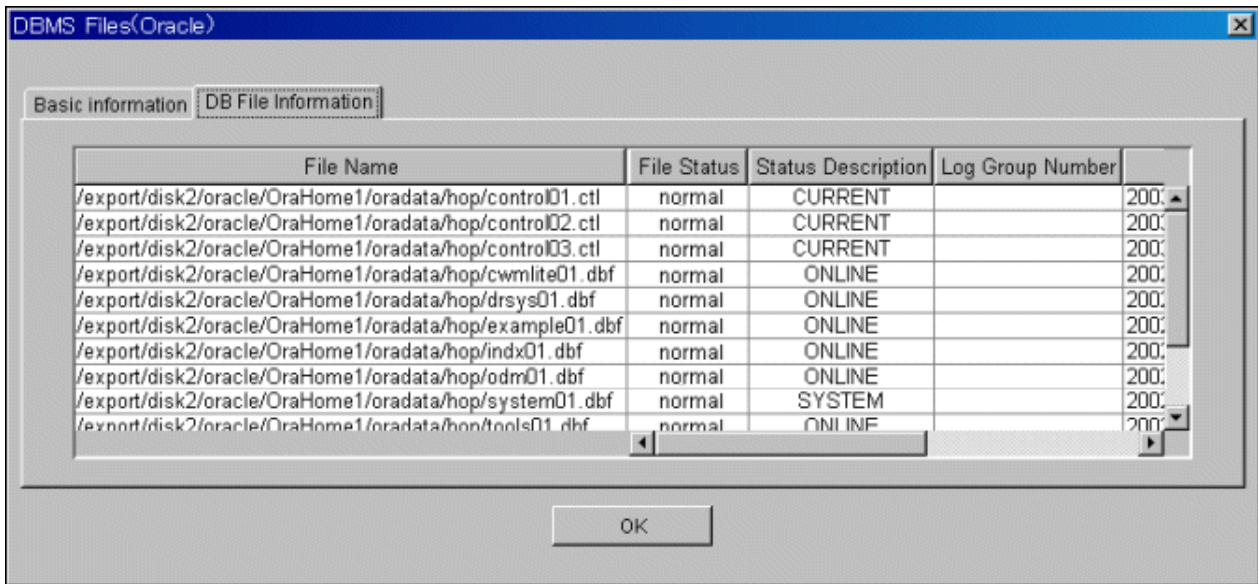 DBMS Files(Oracle)
Basic information DB File Information
File Name File Status Status Description Log Group Number
/export/disk2/oracle/OraHome1/oradata/hop/control01.ctl normal CURRENT
/export/disk2/oracle/OraHome1/oradata/hop/control02.ctl normal CURRENT
/export/disk2/oracle/OraHome1/oradata/hop/control03.ctl normal CURRENT
/export/disk2/oracle/OraHome1/oradata/hop/cwmlite01.dbf normal ONLINE
/export/disk2/oracle/OraHome1/oradata/hop/drsys01.dbf normal ONLINE
/export/disk2/oracle/OraHome1/oradata/hop/example01.dbf normal ONLINE
/export/disk2/oracle/OraHome1/oradata/hop/indx01.dbf normal ONLINE
/export/disk2/oracle/OraHome1/oradata/hop/odm01.dbf normal ONLINE
/export/disk2/oracle/OraHome1/oradata/hop/system01.dbf normal SYSTEM
/export/disk2/oracle/OraHome1/oradata/hop/tools01.dbf normal ONLINE
OK